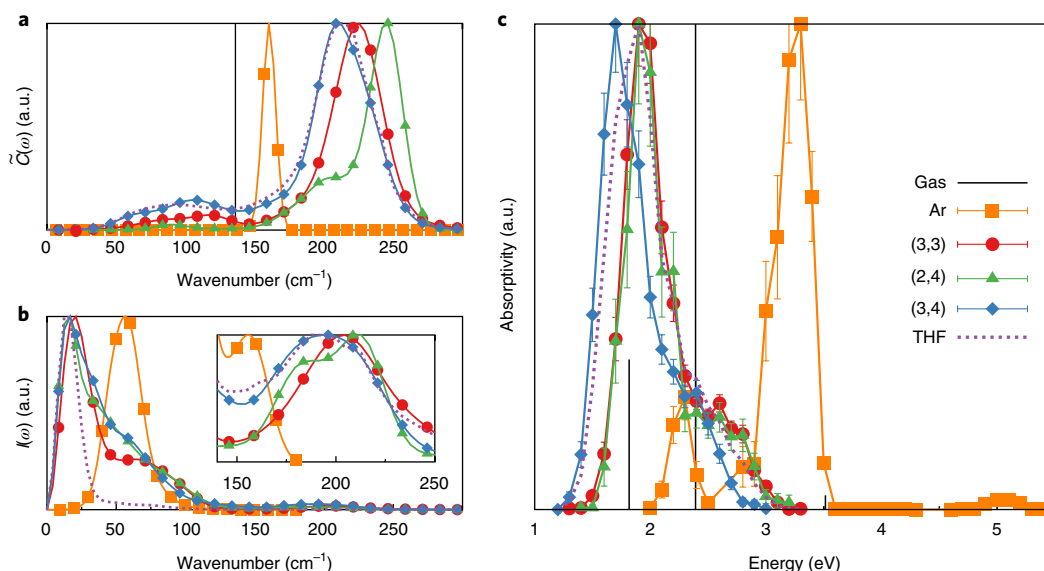 a
C̃(ω) (a.u.)
0 50 100 150 200 250
Wavenumber (cm⁻¹)
b
I(ω) (a.u.)
150 200 250
0 50 100 150 200 250
Wavenumber (cm⁻¹)
c
Absorptivity (a.u.)
Gas
Ar
(3,3)
(2,4)
(3,4)
THF
1 2 3 4 5
Energy (eV)